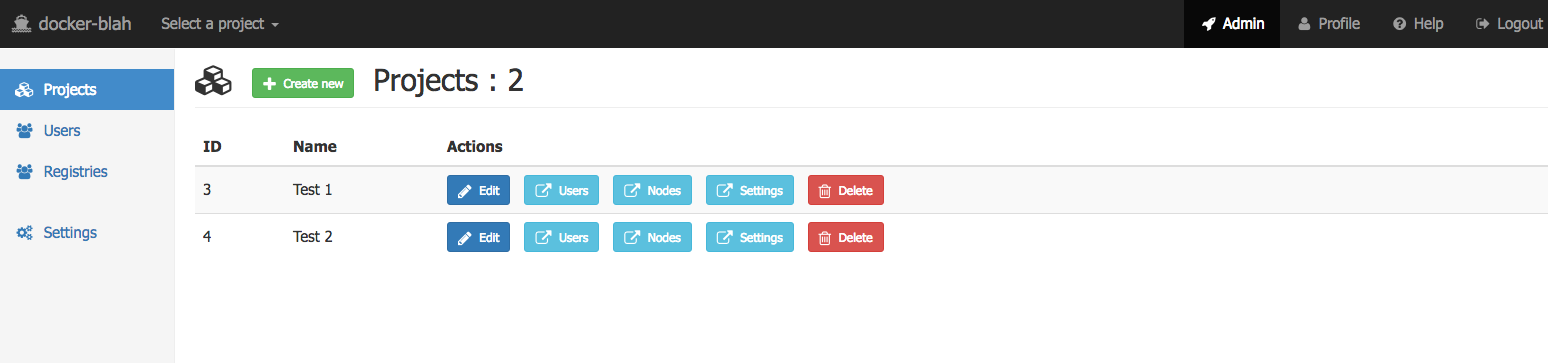 docker-blah Select a project Admin Profile Help Logout
Projects
Users
Registries
Settings
Create new Projects : 2
ID Name Actions
3 Test 1 Edit Users Nodes Settings Delete
4 Test 2 Edit Users Nodes Settings Delete